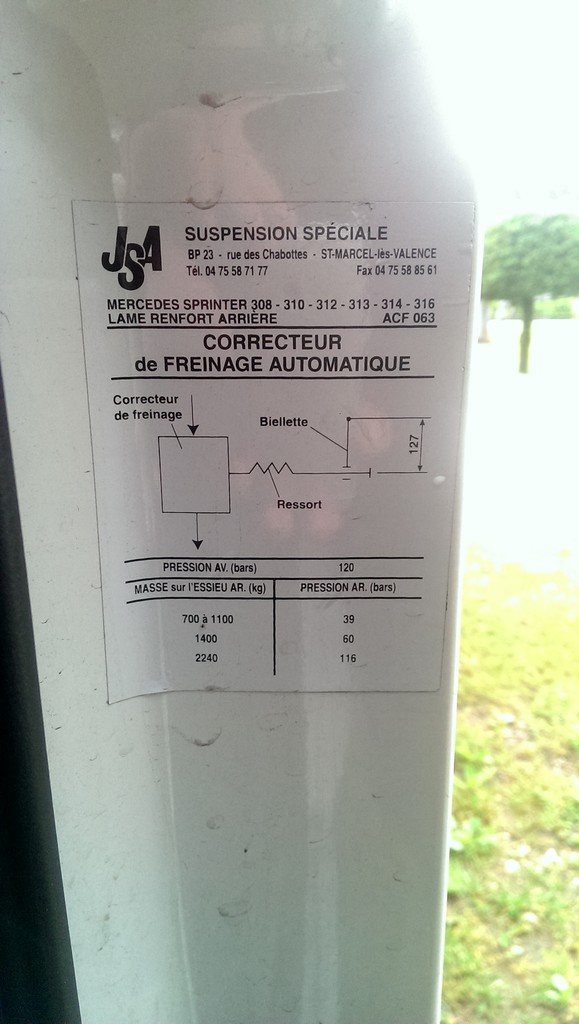 JSA
SUSPENSION SPÉCIALE
BP 23 - rue des Chabottes - ST-MARCEL-lès-VALENCE
Tél. 04 75 58 71 77 Fax 04 75 58 85 61
MERCEDES SPRINTER 308 - 310 - 312 - 313 - 314 - 316
LAME RENFORT ARRIÈRE ACF 063
CORRECTEUR
de FREINAGE AUTOMATIQUE
Correcteur
de freinage
Biellette
127
Ressort
PRESSION AV. (bars) 120
MASSE sur l'ESSIEU AR. (kg) PRESSION AR. (bars)
700 à 1100 39
1400 60
2240 116